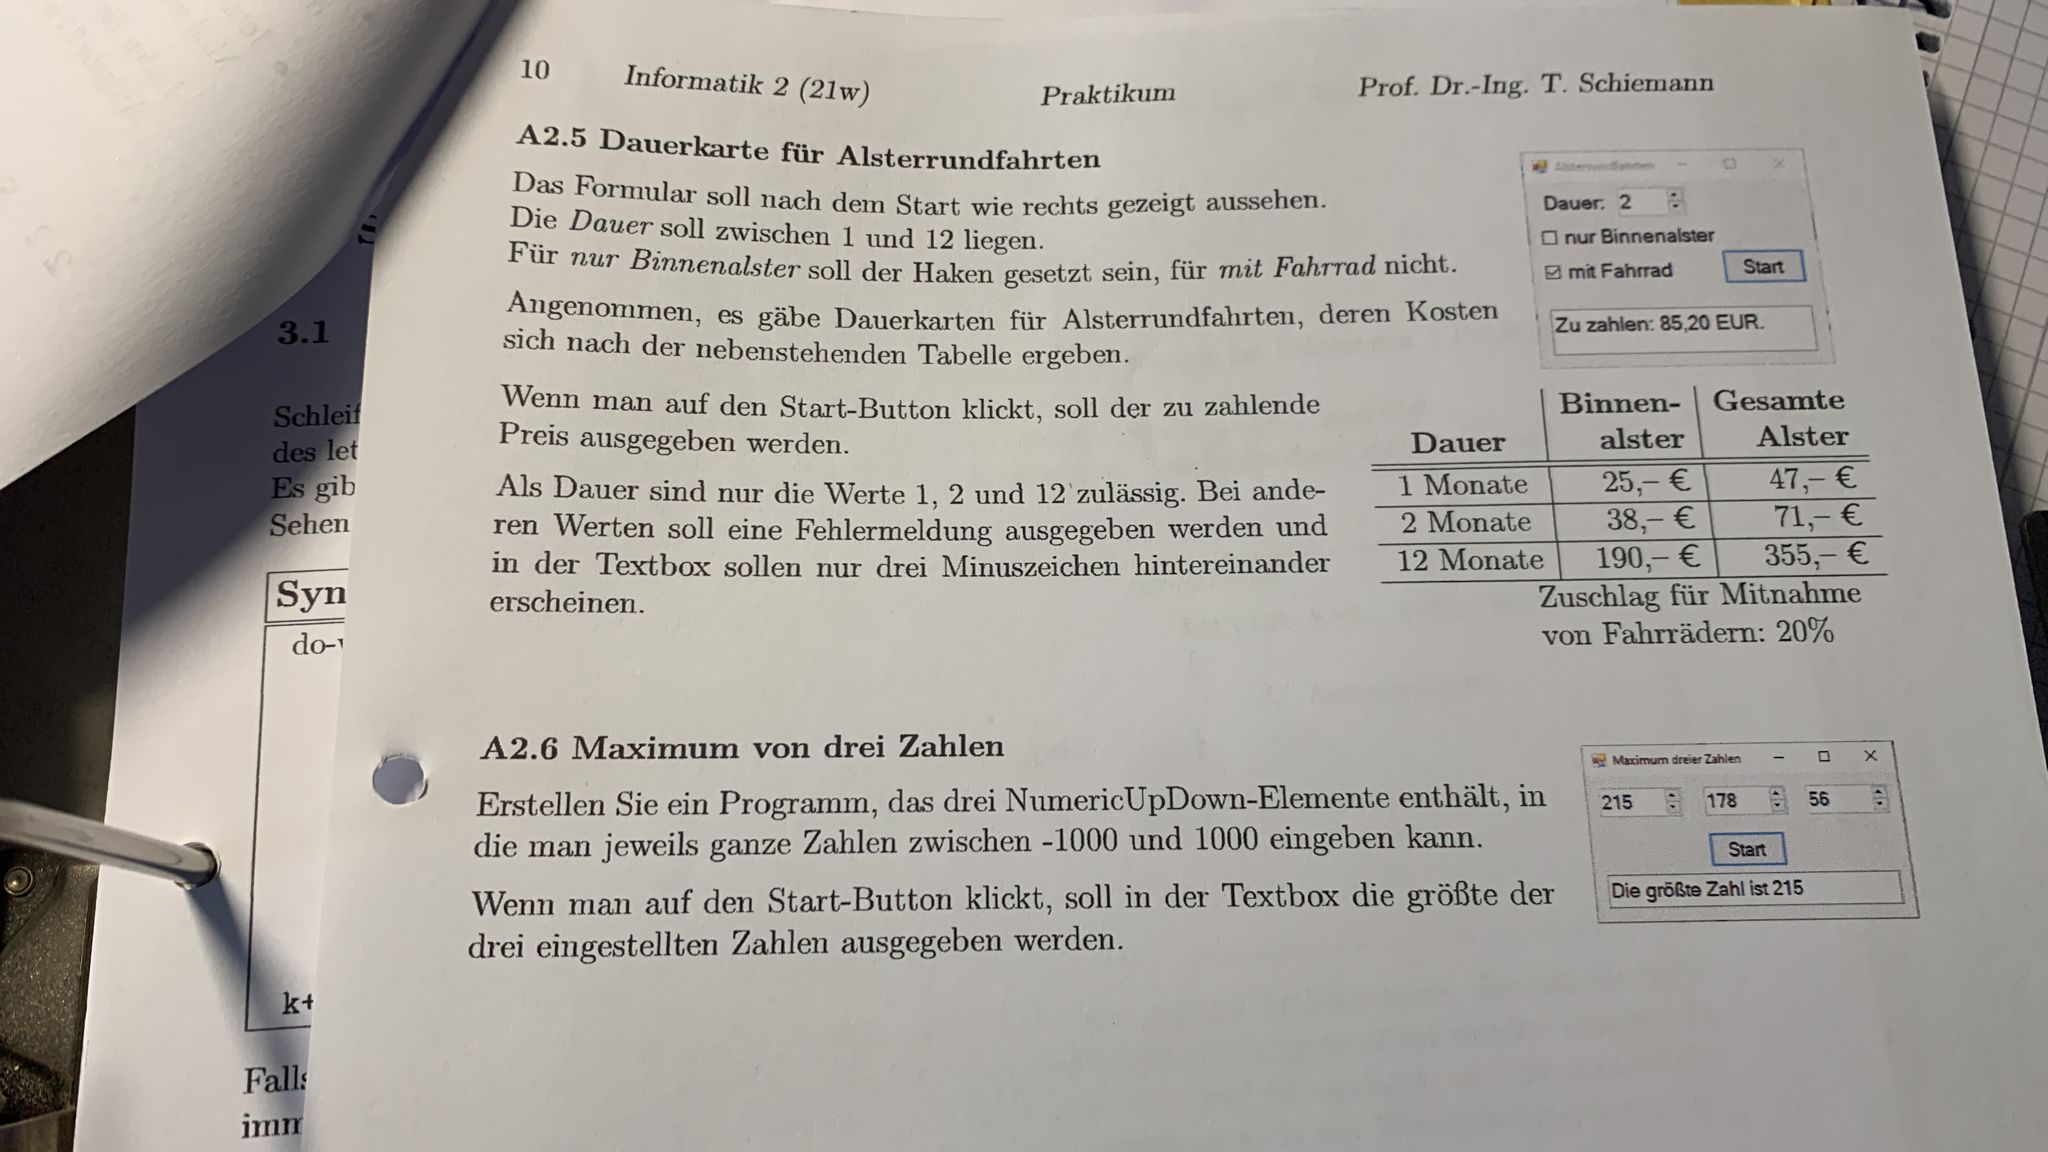 10 Informatik 2 (21w) Praktikum Prof. Dr.-Ing. T. Schiemann
A2.5 Dauerkarte für Alsterrundfahrten
Das Formular soll nach dem Start wie rechts gezeigt aussehen.
Die Dauer soll zwischen 1 und 12 liegen.
Für nur Binnenalster soll der Haken gesetzt sein, für mit Fahrrad nicht.
Angenommen, es gäbe Dauerkarten für Alsterrundfahrten, deren Kosten
sich nach der nebenstehenden Tabelle ergeben.
Wenn man auf den Start-Button klickt, soll der zu zahlende
Preis ausgegeben werden.
Als Dauer sind nur die Werte 1, 2 und 12 zulässig. Bei ande-
ren Werten soll eine Fehlermeldung ausgegeben werden und
in der Textbox sollen nur drei Minuszeichen hintereinander
erscheinen.
Alsterrundfahrten
Dauer: 2
nur Binnenalster
mit Fahrrad Start
Zu zahlen: 85,20 EUR.
Binnen- Gesamte
Dauer alster Alster
1 Monate 25,– € 47,– €
2 Monate 38,– € 71,– €
12 Monate 190,– € 355,– €
Zuschlag für Mitnahme
von Fahrrädern: 20%
A2.6 Maximum von drei Zahlen
Erstellen Sie ein Programm, das drei NumericUpDown-Elemente enthält, in
die man jeweils ganze Zahlen zwischen -1000 und 1000 eingeben kann.
Wenn man auf den Start-Button klickt, soll in der Textbox die größte der
drei eingestellten Zahlen ausgegeben werden.
Maximum dreier Zahlen
215 178 56
Start
Die größte Zahl ist 215
3.1
Schleif
des let
Es gib
Sehen
Syn
do-
k+
Falls
imm